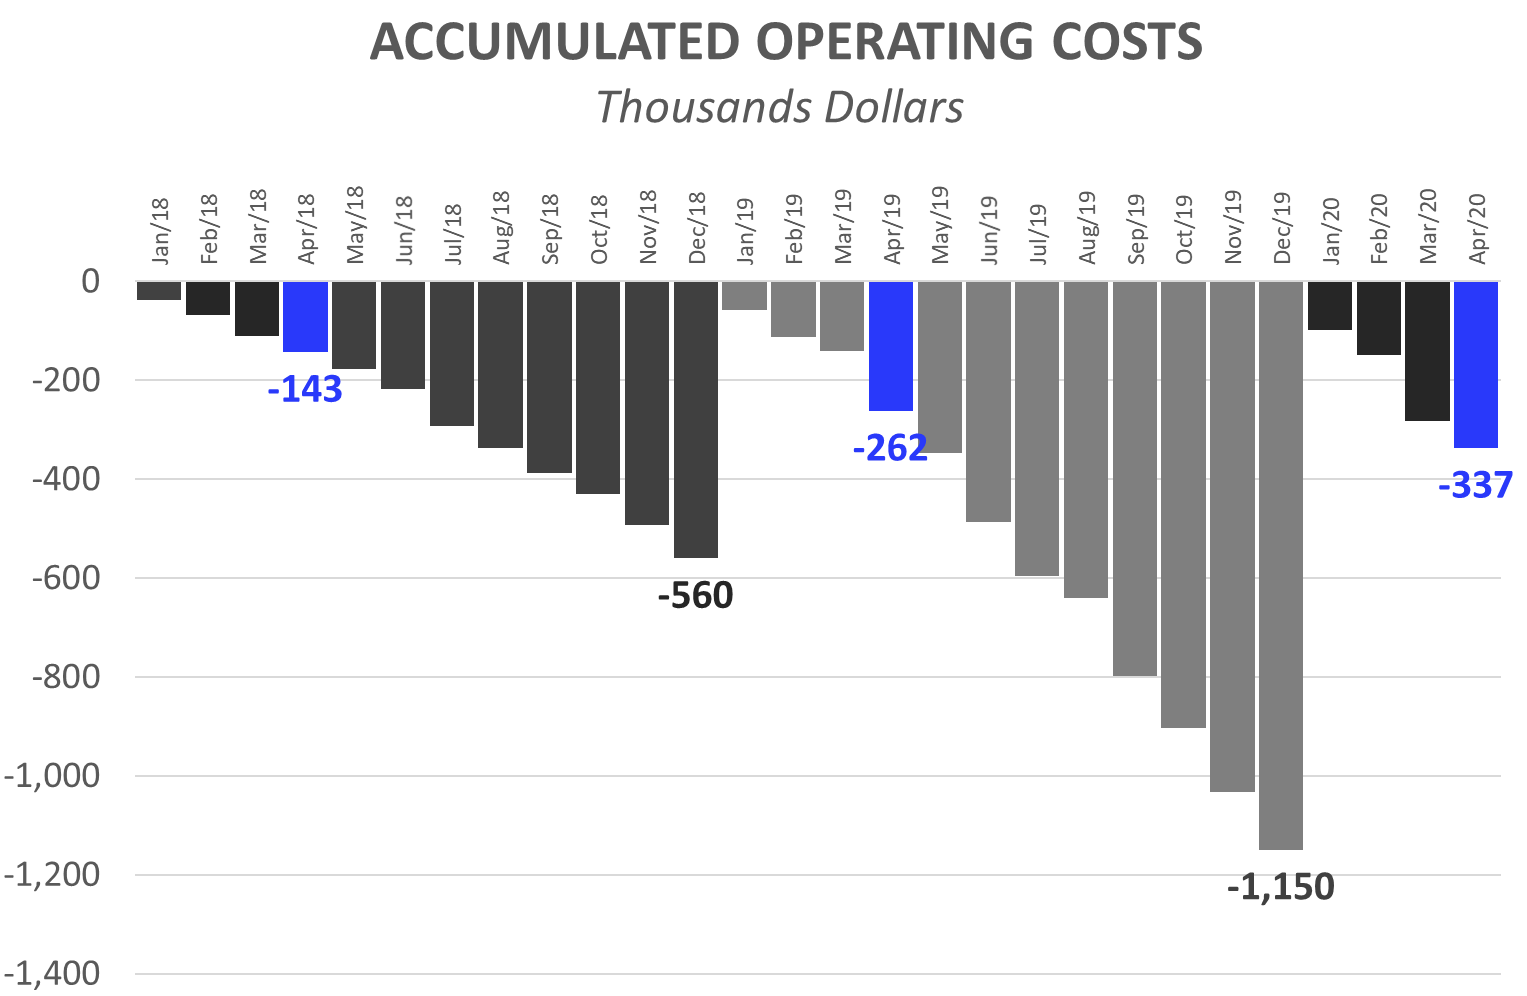 ACCUMULATED OPERATING COSTS
Thousands Dollars
Jan/18
Feb/18
Mar/18
Apr/18
May/18
Jun/18
Jul/18
Aug/18
Sep/18
Oct/18
Nov/18
Dec/18
Jan/19
Feb/19
Mar/19
Apr/19
May/19
Jun/19
Jul/19
Aug/19
Sep/19
Oct/19
Nov/19
Dec/19
Jan/20
Feb/20
Mar/20
Apr/20
0
-200
-400
-600
-800
-1,000
-1,200
-1,400
-143
-560
-262
-1,150
-337